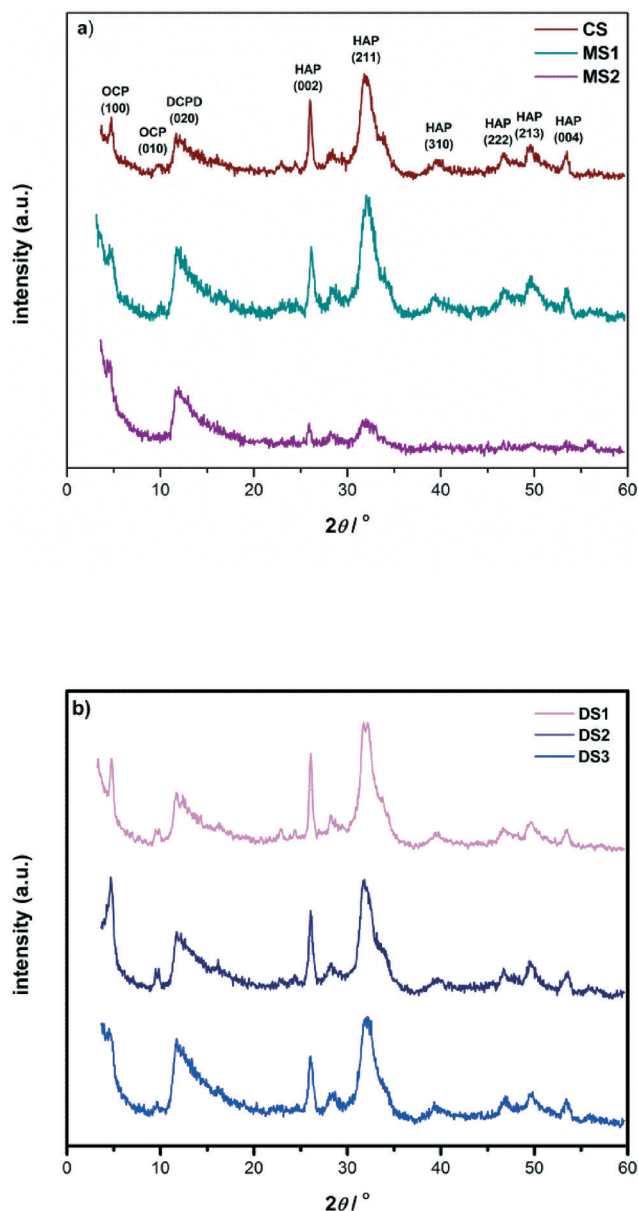 a)
CS
MS1
MS2
OCP
(100)
OCP
(010)
DCPD
(020)
HAP
(002)
HAP
(211)
HAP
(310)
HAP
(222)
HAP
(213)
HAP
(004)
intensity (a.u.)
0 10 20 30 40 50 60
2θ/ °
b)
DS1
DS2
DS3
intensity (a.u.)
0 10 20 30 40 50 60
2θ/ °